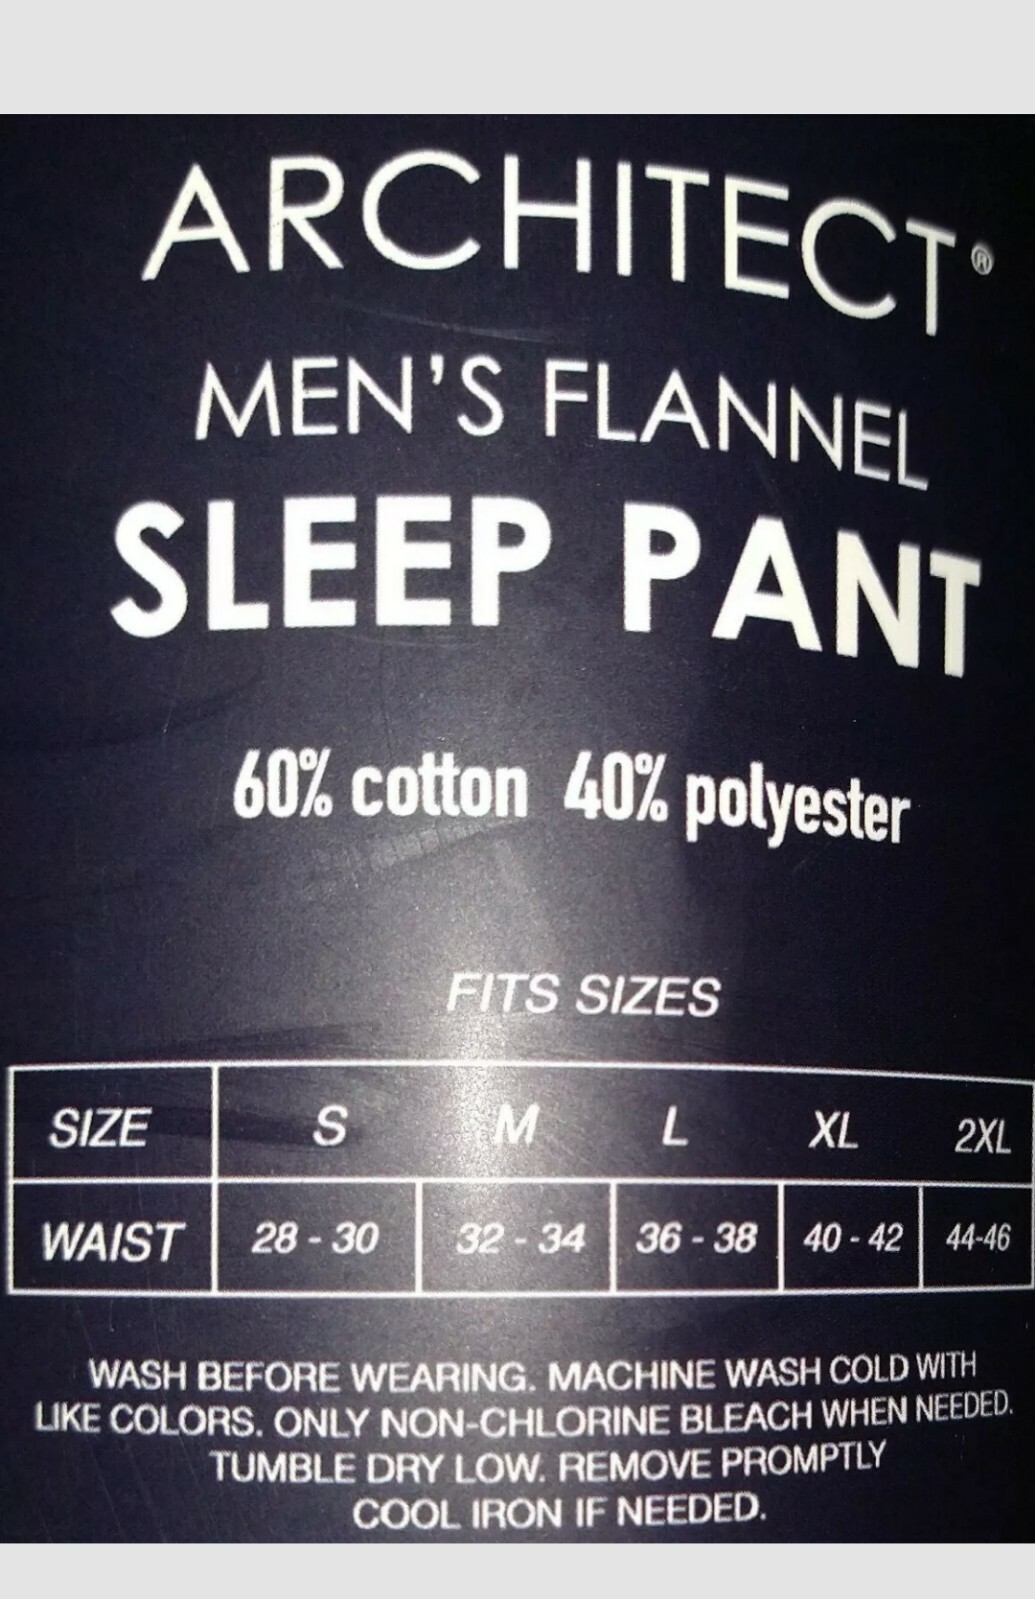 ARCHITECT®
MEN'S FLANNEL
SLEEP PANT
60% cotton 40% polyester
FITS SIZES
SIZE S M L XL 2XL
WAIST 28 - 30 32 - 34 36 - 38 40 - 42 44-46
WASH BEFORE WEARING. MACHINE WASH COLD WITH
LIKE COLORS. ONLY NON-CHLORINE BLEACH WHEN NEEDED.
TUMBLE DRY LOW. REMOVE PROMPTLY
COOL IRON IF NEEDED.